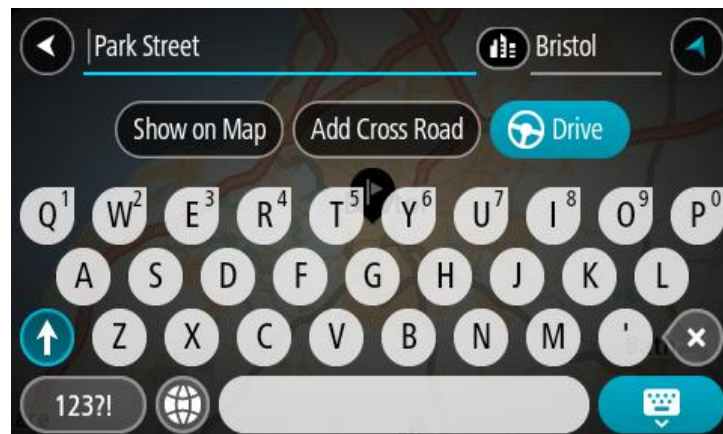 Park Street Bristol
Show on Map Add Cross Road Drive
Q1 W2 E3 R4 T5 Y6 U7 I8 O9 P0
A S D F G H J K L
Z X C V B N M '
123?!